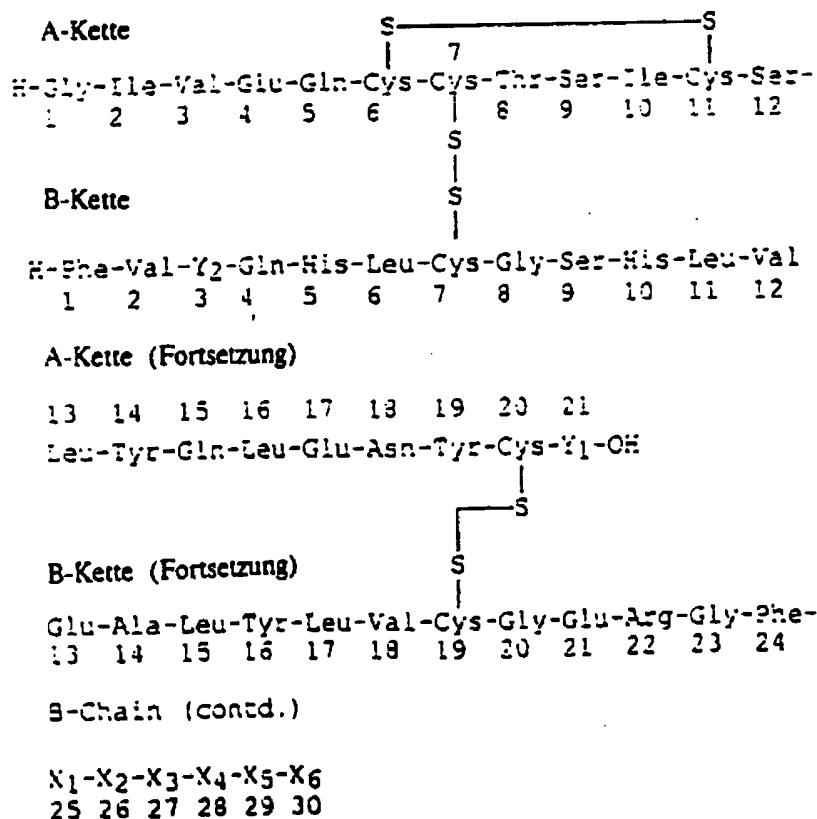 A-Kette
S S
7
H-Gly-Ile-Val-Glu-Gln-Cys-Cys-Thr-Ser-Ile-Cys-Ser-
1 2 3 4 5 6 8 9 10 11 12
S
S
B-Kette
H-Phe-Val-Y2-Gln-His-Leu-Cys-Gly-Ser-His-Leu-Val
1 2 3 4 5 6 7 8 9 10 11 12
A-Kette (Fortsetzung)
13 14 15 16 17 18 19 20 21
Leu-Tyr-Gln-Leu-Glu-Asn-Tyr-Cys-Y1-OH
S
S
B-Kette (Fortsetzung)
Glu-Ala-Leu-Tyr-Leu-Val-Cys-Gly-Glu-Arg-Gly-Phe-
13 14 15 16 17 18 19 20 21 22 23 24
B-Chain (contd.)
X1-X2-X3-X4-X5-X6
25 26 27 28 29 30